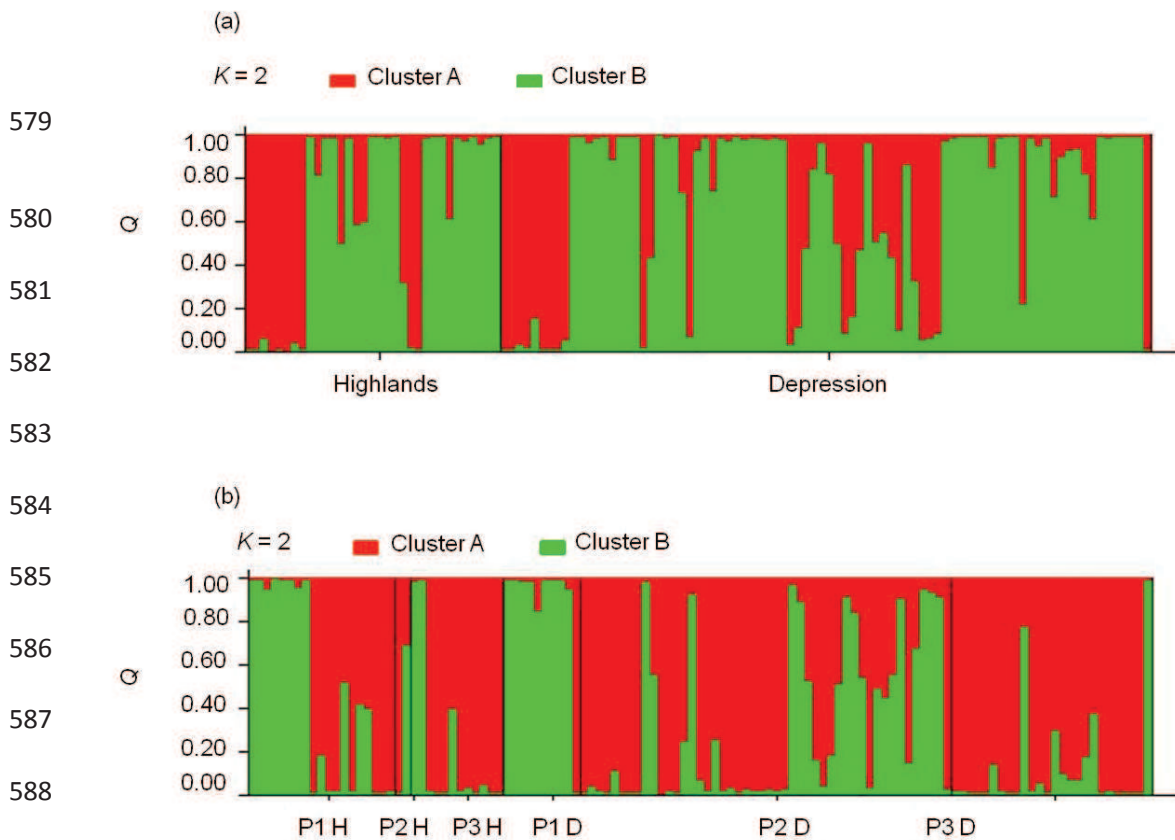 (a)
K = 2 Cluster A Cluster B
579
1.00
0.80
580
0.60
Q
0.40
581
0.20
0.00
582
Highlands Depression
583
(b)
584
K = 2 Cluster A Cluster B
585
1.00
0.80
586
0.60
Q
0.40
587
0.20
0.00
588
P1 H P2 H P3 H P1 D P2 D P3 D